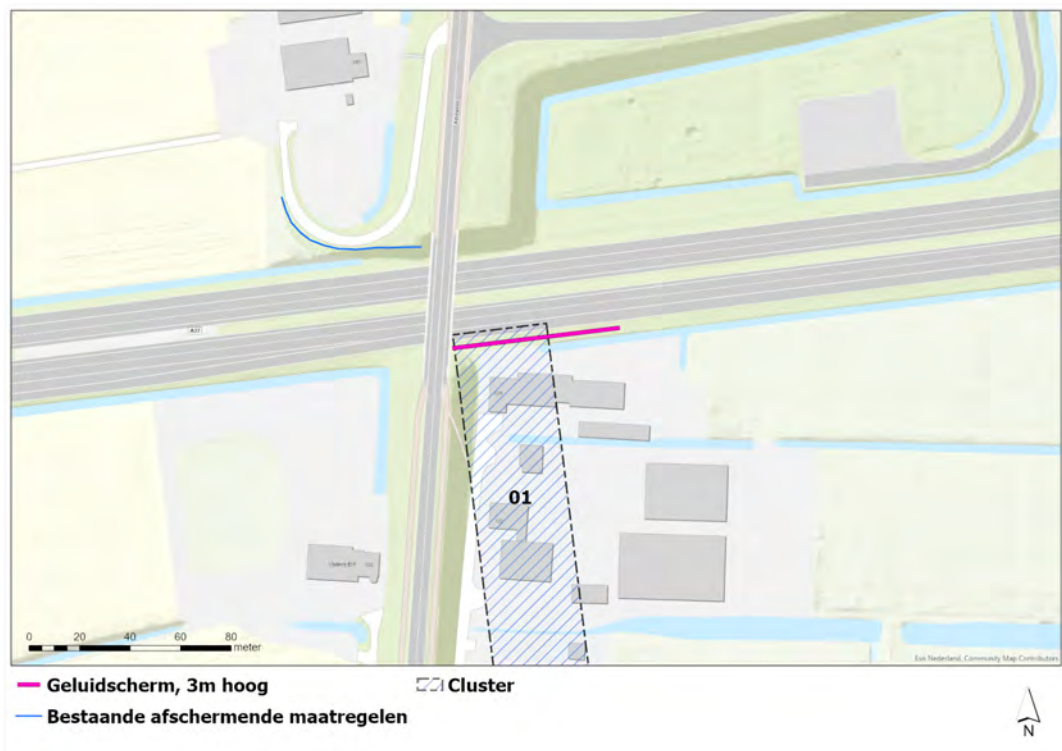 01
0 20 40 60 80
meter
Esri Nederland, Community Map Contributors
Geluidscherm, 3m hoog
Cluster
Bestaande afschermende maatregelen
N